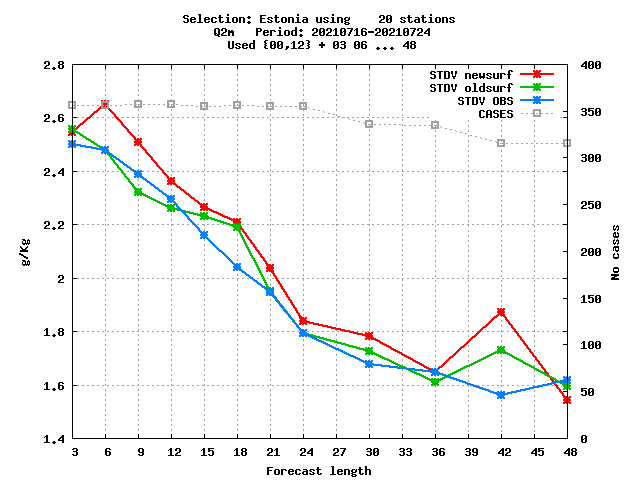 Selection: Estonia using    20 stations
Q2m   Period: 20210716-20210724
Used {00,12} + 03 06 ... 48
STDV newsurf
STDV oldsurf
STDV OBS
CASES
2.8
2.6
2.4
2.2
2
1.8
1.6
1.4
g/Kg
400
350
300
250
200
150
100
50
0
No cases
3 6 9 12 15 18 21 24 27 30 33 36 39 42 45 48
Forecast length